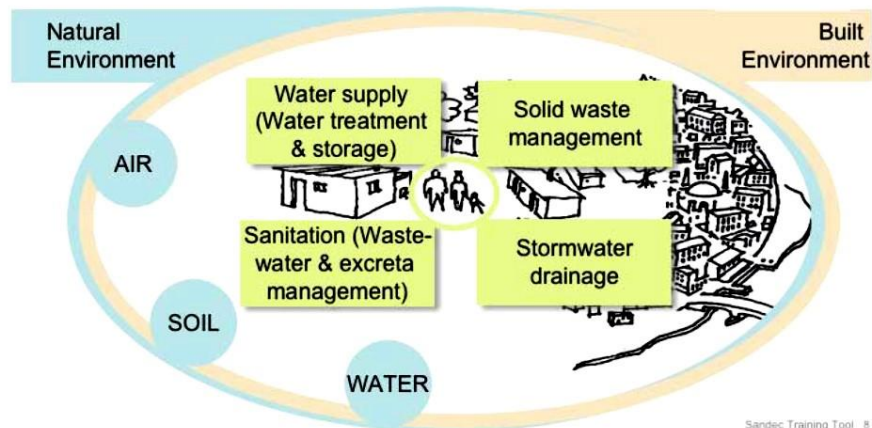 Natural
Environment
Built
Environment
Water supply
(Water treatment
& storage)
Solid waste
management
AIR
Sanitation (Waste-
water & excreta
management)
Stormwater
drainage
SOIL
WATER
Sandec Training Tool 8